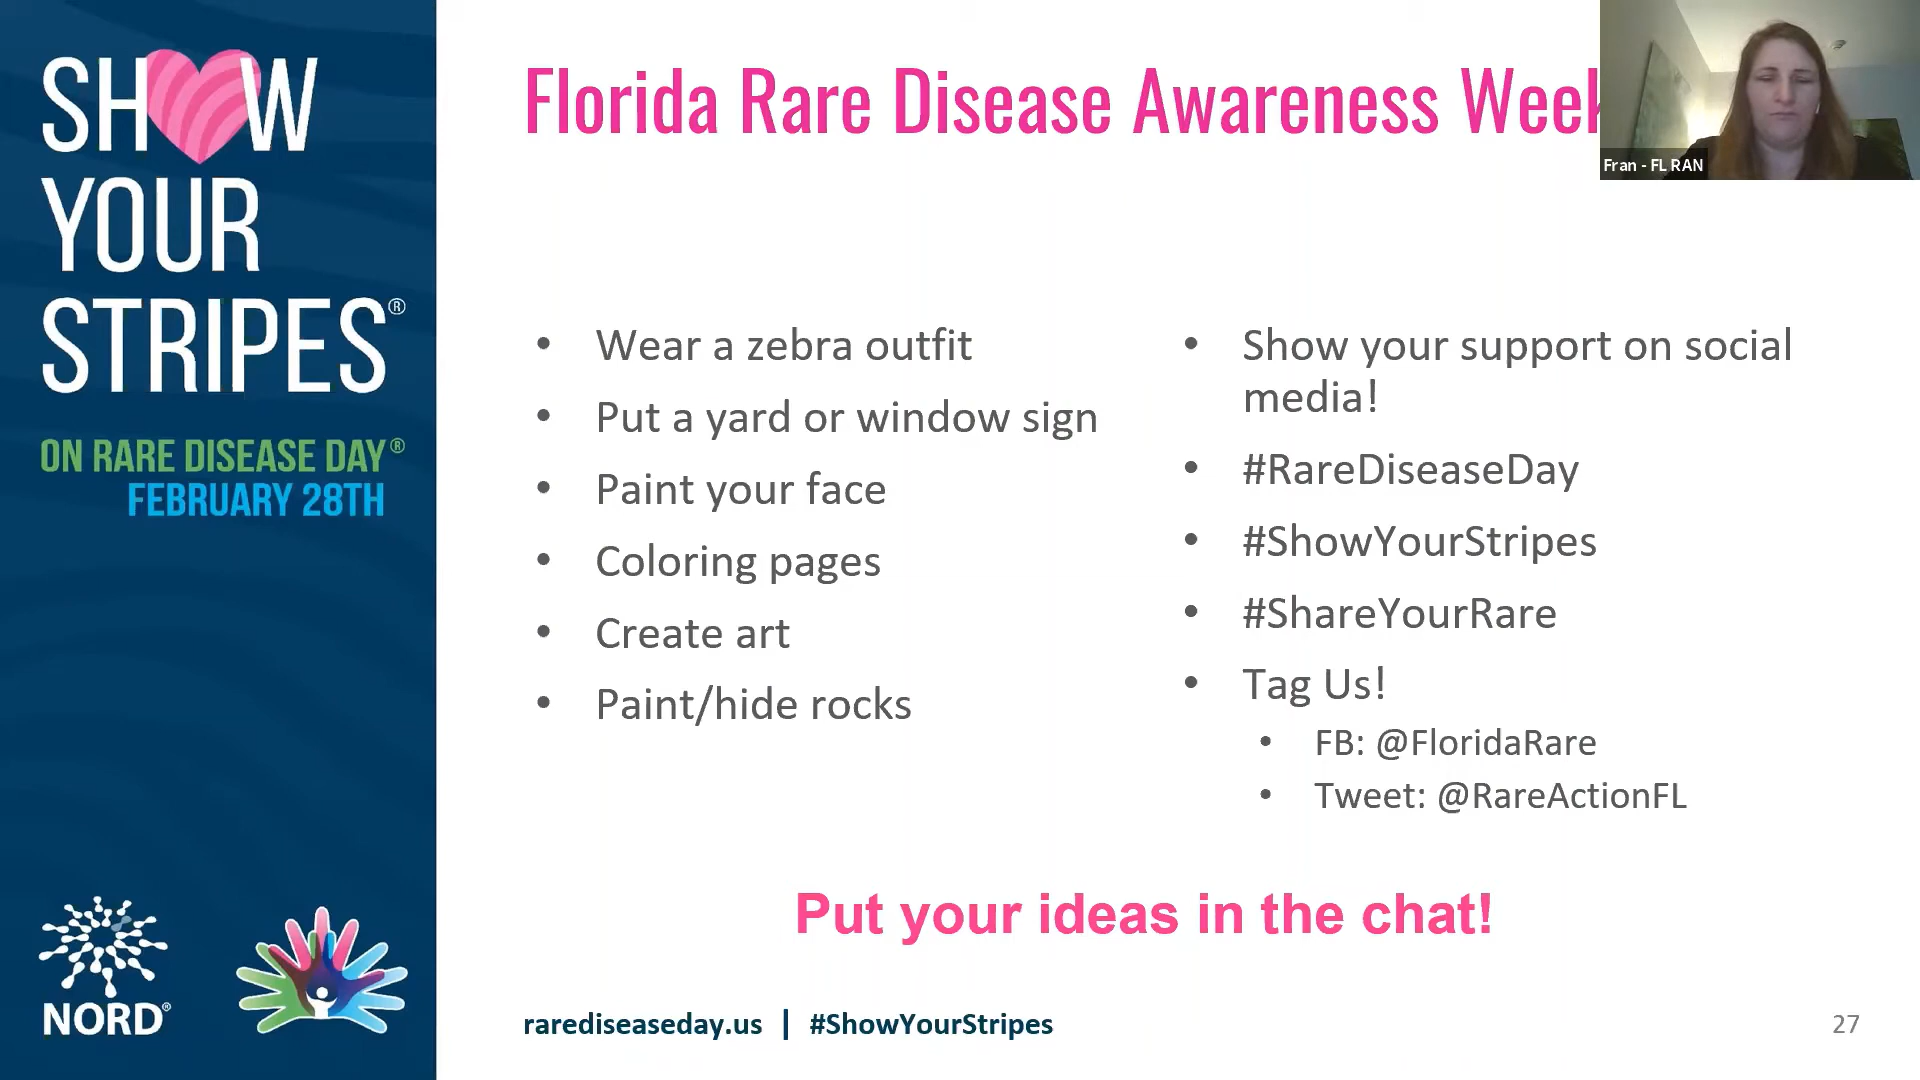 SHOW
YOUR
STRIPES®
ON RARE DISEASE DAY®
FEBRUARY 28TH
NORD®
Florida Rare Disease Awareness Week
Fran - FL RAN
• Wear a zebra outfit
• Put a yard or window sign
• Paint your face
• Coloring pages
• Create art
• Paint/hide rocks
• Show your support on social
media!
• #RareDiseaseDay
• #ShowYourStripes
• #ShareYourRare
• Tag Us!
• FB: @FloridaRare
• Tweet: @RareActionFL
Put your ideas in the chat!
rarediseaseday.us | #ShowYourStripes
27